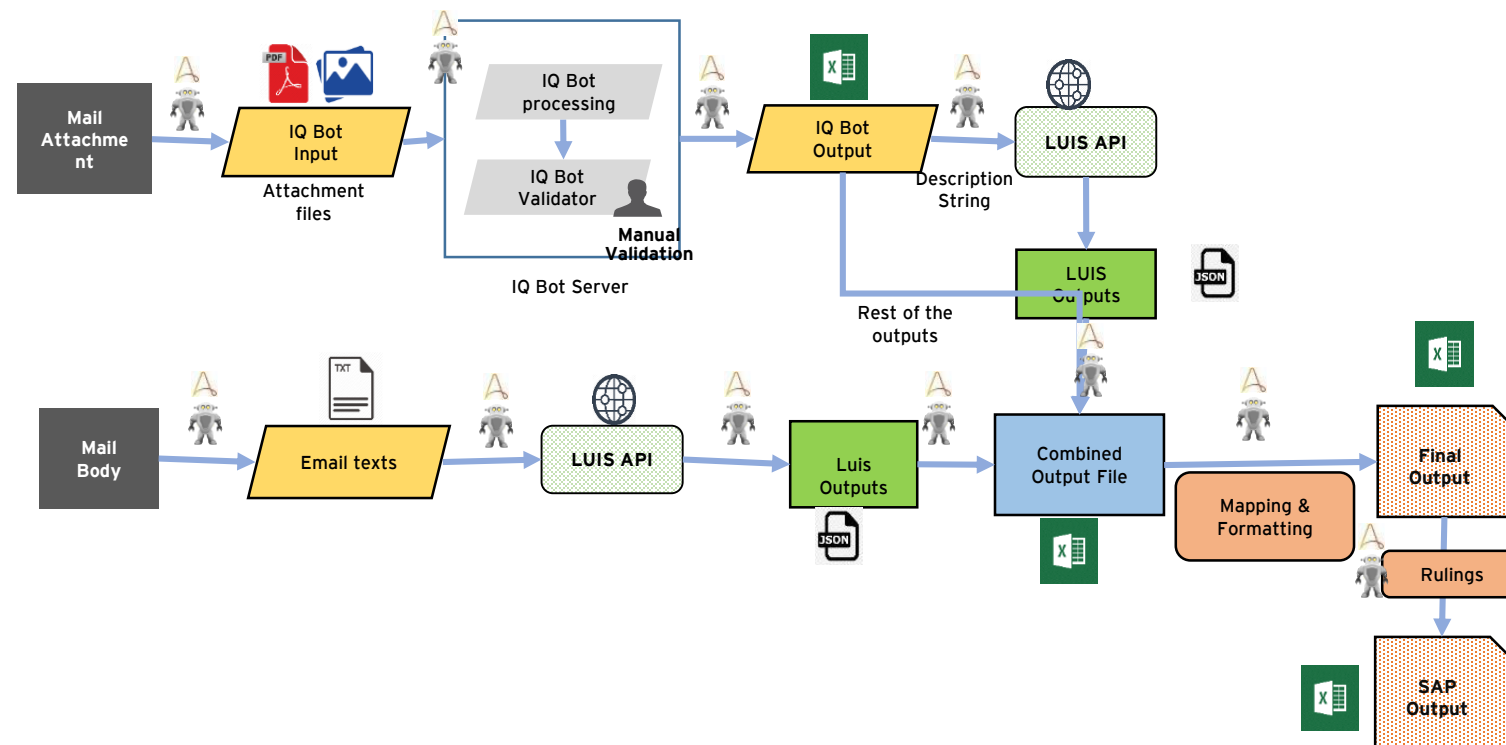 PDF
IQ Bot
processing
Mail
Attachme
nt
IQ Bot
Input
IQ Bot
Output
LUIS API
Attachment
files
IQ Bot
Validator
Manual
Validation
IQ Bot Server
Description
String
LUIS
Outputs
JSON
Rest of the
outputs
TXT
Mail
Body
Email texts
LUIS API
Luis
Outputs
JSON
Combined
Output File
Mapping &
Formatting
Final
Output
Rulings
SAP
Output
X
X
X
X